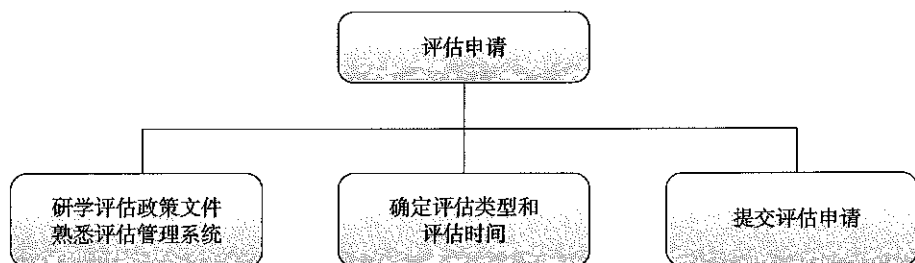 评估申请
研学评估政策文件
熟悉评估管理系统
确定评估类型和
评估时间
提交评估申请